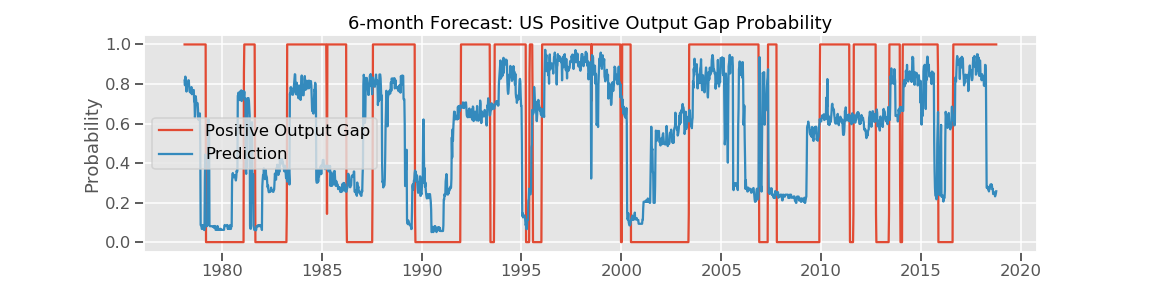 6-month Forecast: US Positive Output Gap Probability
Probability
1.0
0.8
0.6
0.4
0.2
0.0
Positive Output Gap
Prediction
1980 1985 1990 1995 2000 2005 2010 2015 2020